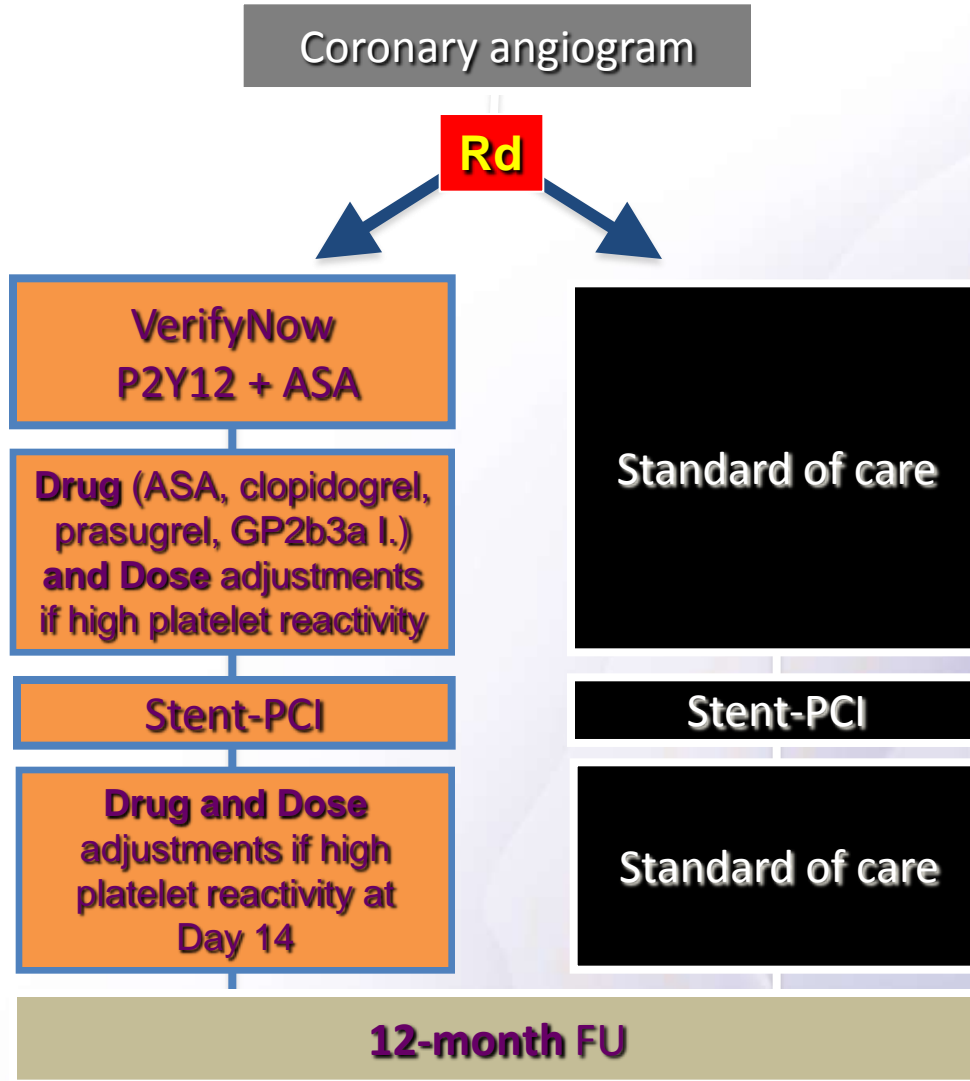 Coronary angiogram
Rd
VerifyNow
P2Y12 + ASA
Drug (ASA, clopidogrel,
prasugrel, GP2b3a I.)
and Dose adjustments
if high platelet reactivity
Standard of care
Stent-PCI
Stent-PCI
Drug and Dose
adjustments if high
platelet reactivity at
Day 14
Standard of care
12-month FU